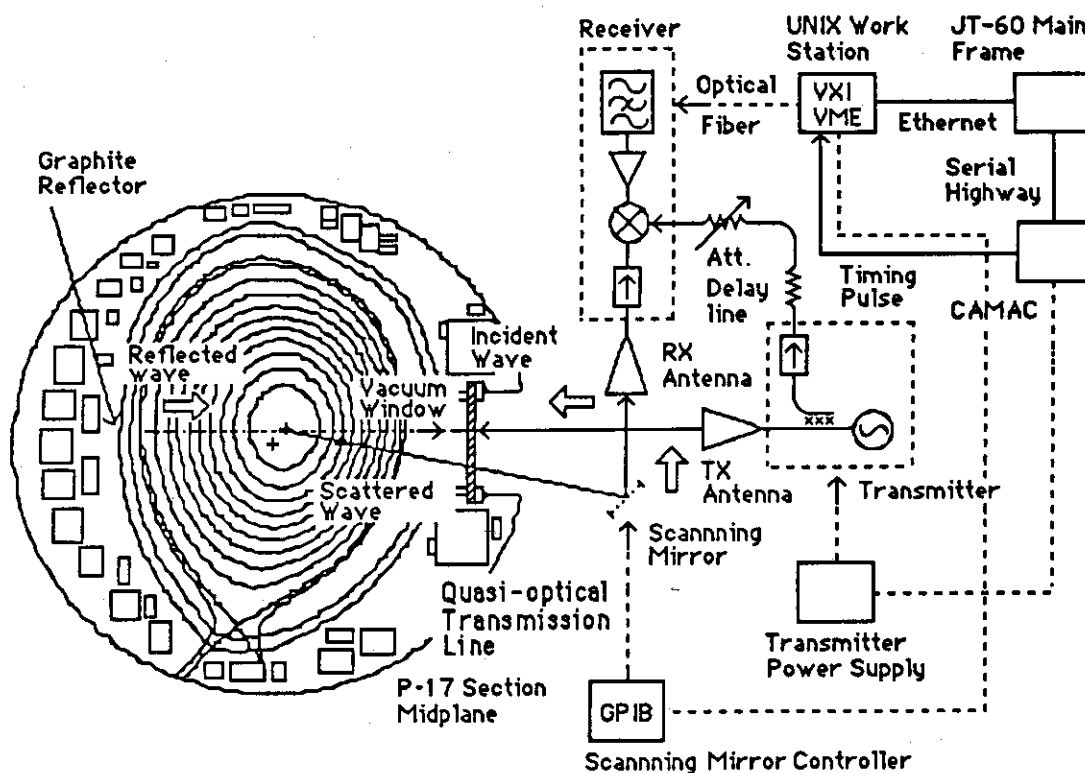 Receiver
UNIX Work
Station
JT-60 Main
Frame
Optical
Fiber
VXI
VME
Ethernet
Graphite
Reflector
Serial
Highway
Att.
Delay
line
Timing
Pulse
CAMAC
Incident
Wave
Reflected
Wave
Vacuum
Window
RX
Antenna
xxx
TX
Antenna
Transmitter
Scattered
Wave
Scannning
Mirror
Quasi-optical
Transmission
Line
Transmitter
Power Supply
P-17 Section
Midplane
GPIB
Scannning Mirror Controller